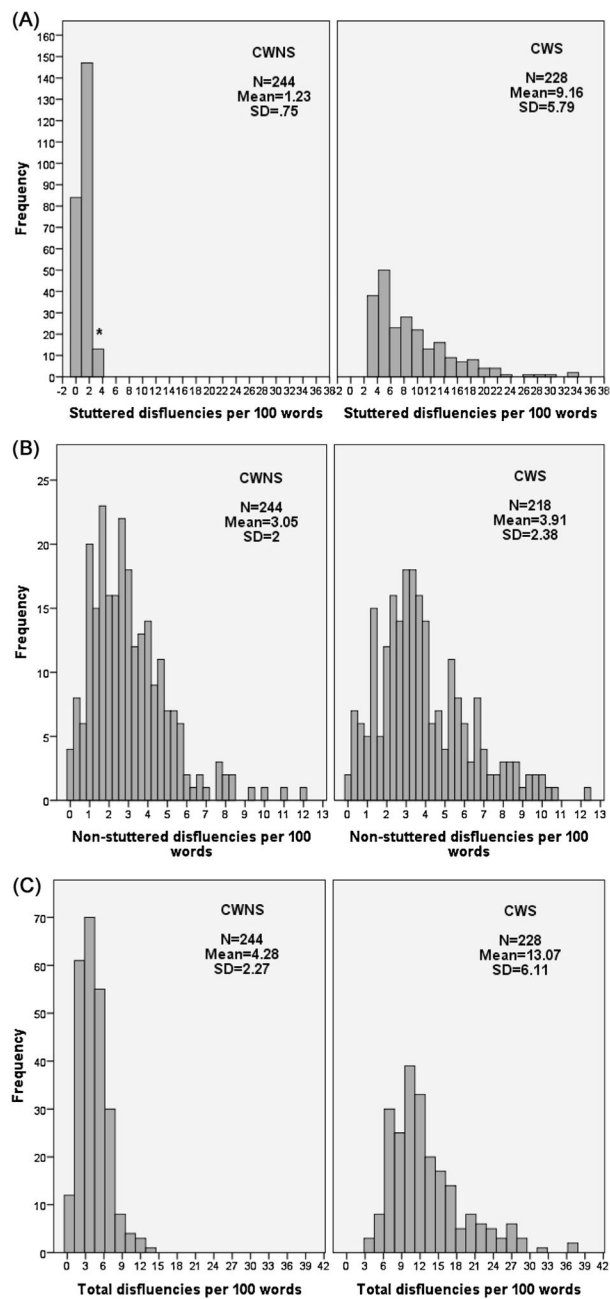 (A)
CWNS
N=244
Mean=1.23
SD=.75
CWS
N=228
Mean=9.16
SD=5.79
Frequency
160
150
140
130
120
110
100
90
80
70
60
50
40
30
20
10
0
*
-2 0 2 4 6 8 10 12 14 16 18 20 22 24 26 28 30 32 34 36 38
-2 0 2 4 6 8 10 12 14 16 18 20 22 24 26 28 30 32 34 36 38
Stuttered disfluencies per 100 words
Stuttered disfluencies per 100 words
(B)
CWNS
N=244
Mean=3.05
SD=2
CWS
N=218
Mean=3.91
SD=2.38
Frequency
25
20
15
10
5
0
0 1 2 3 4 5 6 7 8 9 10 11 12 13
0 1 2 3 4 5 6 7 8 9 10 11 12 13
Non-stuttered disfluencies per 100
words
Non-stuttered disfluencies per 100
words
(C)
CWNS
N=244
Mean=4.28
SD=2.27
CWS
N=228
Mean=13.07
SD=6.11
Frequency
70
60
50
40
30
20
10
0
0 3 6 9 12 15 18 21 24 27 30 33 36 39 42
0 3 6 9 12 15 18 21 24 27 30 33 36 39 42
Total disfluencies per 100 words
Total disfluencies per 100 words